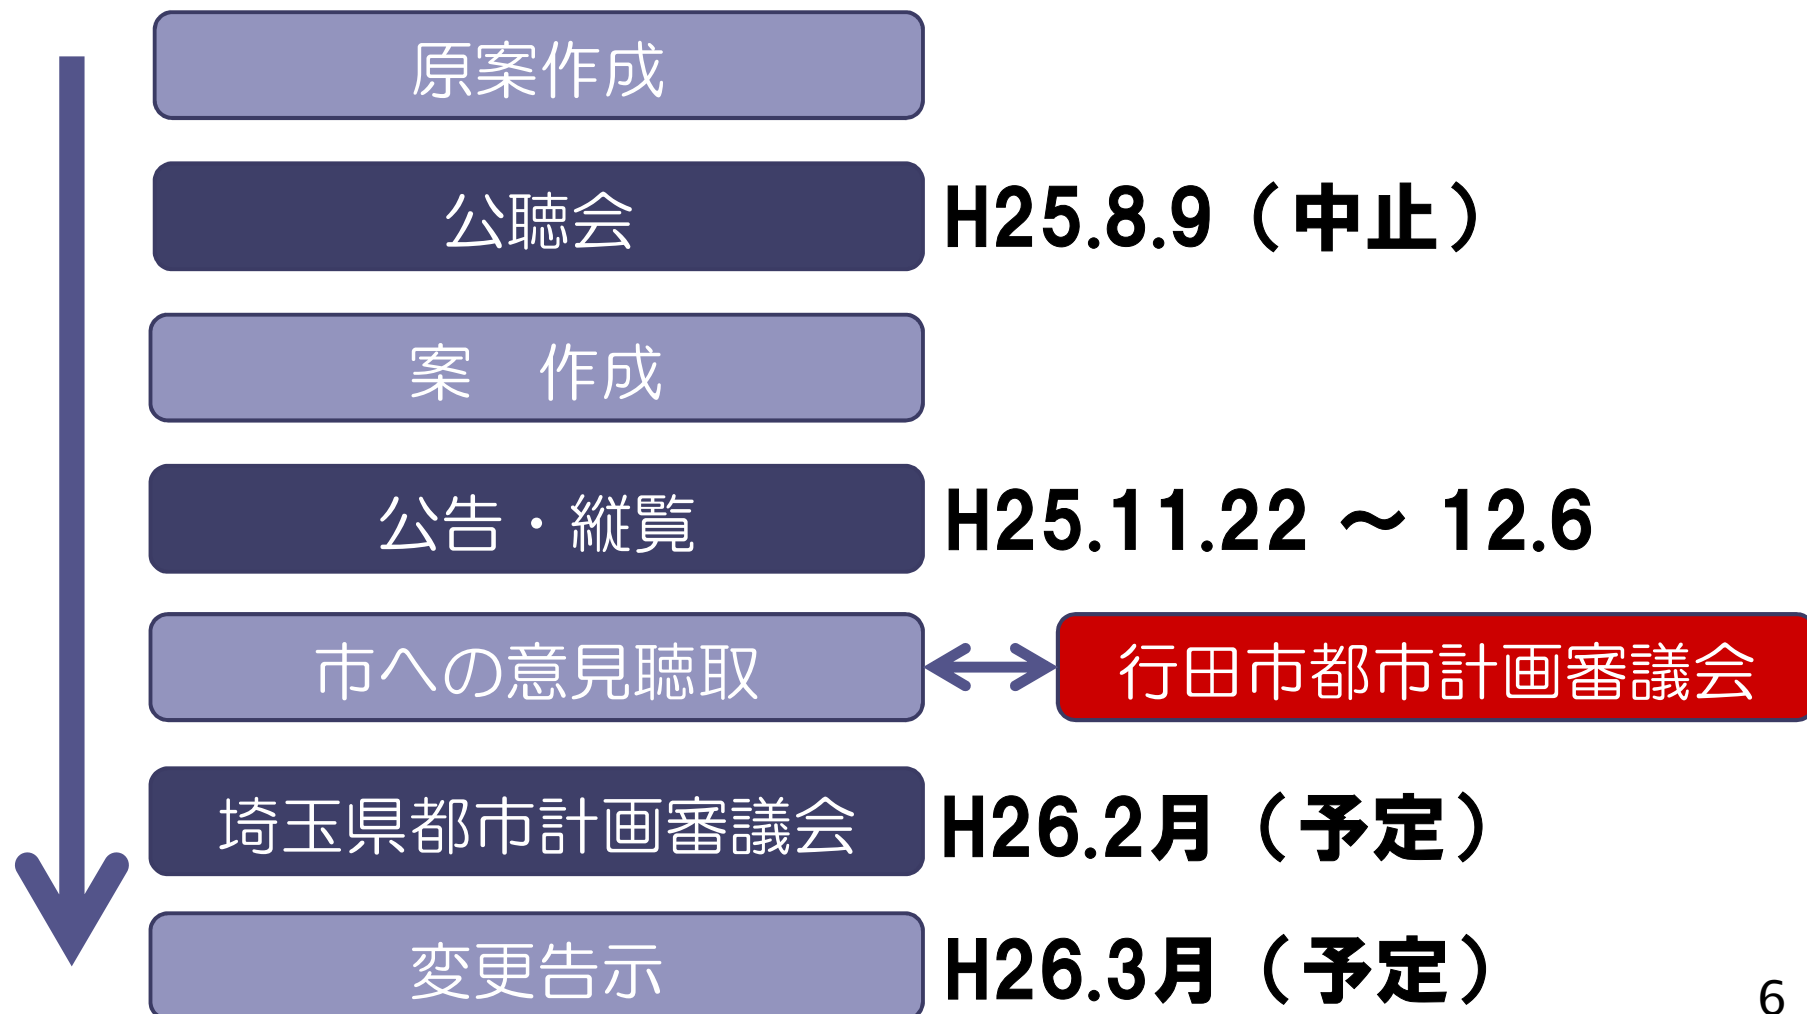 原案作成
公聴会 H25.8.9（中止）
案　作成
公告・縦覧 H25.11.22 ～ 12.6
市への意見聴取 行田市都市計画審議会
埼玉県都市計画審議会 H26.2月（予定）
変更告示 H26.3月（予定）
6